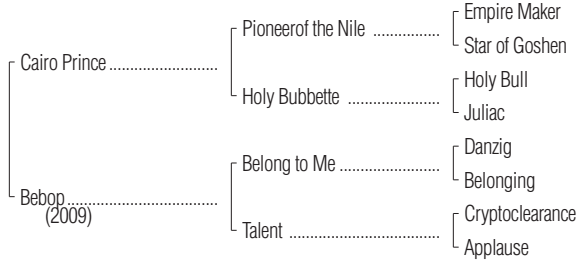 Empire Maker
Pioneerof the Nile ..................
Star of Goshen
Cairo Prince ...........................
Holy Bull
Holy Bubbette .........................
Juliac
Danzig
Belong to Me ...........................
Belonging
Bebop......................................
(2009)
Cryptoclearance
Talent ........................................
Applause